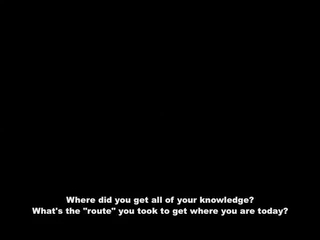 Where did you get all of your knowledge?
What's the "route" you took to get where you are today?